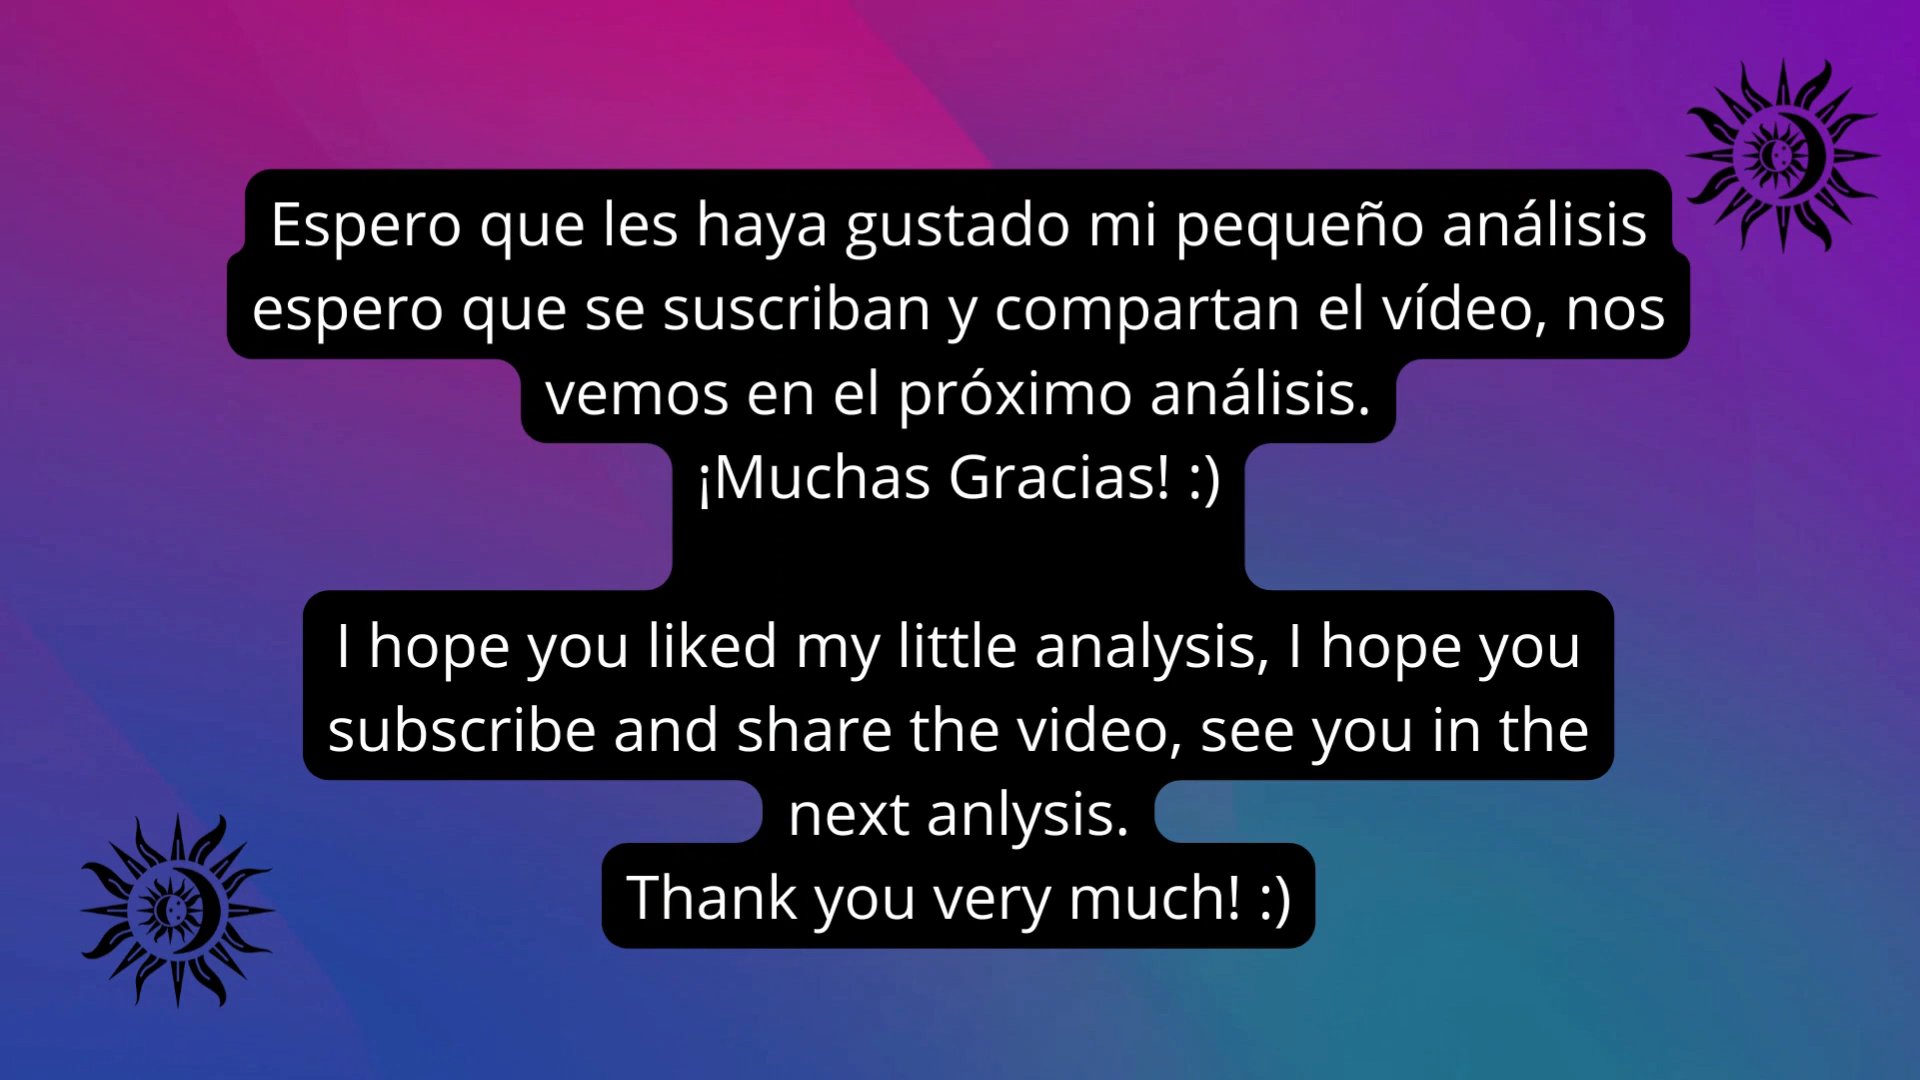 Espero que les haya gustado mi pequeño análisis
espero que se suscriban y compartan el vídeo, nos
vemos en el próximo análisis.
¡Muchas Gracias! :)
I hope you liked my little analysis, I hope you
subscribe and share the video, see you in the
next anlysis.
Thank you very much! :)